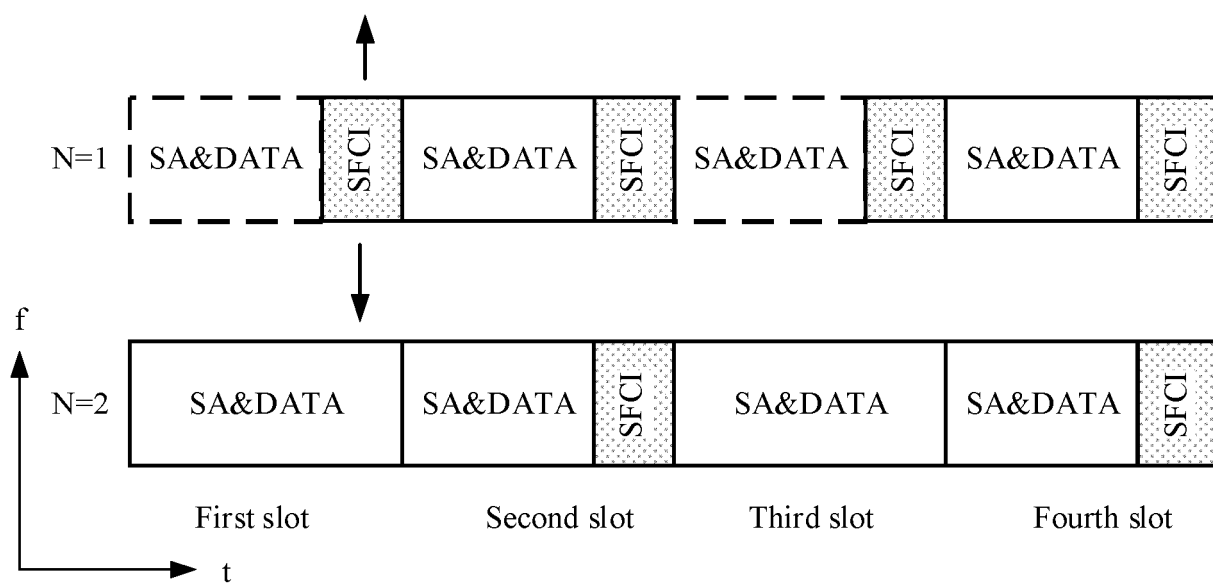 N=1 SA&DATA SFCI SA&DATA SFCI SA&DATA SFCI SA&DATA SFCI
f
N=2 SA&DATA SA&DATA SFCI SA&DATA SA&DATA SFCI
First slot Second slot Third slot Fourth slot
t